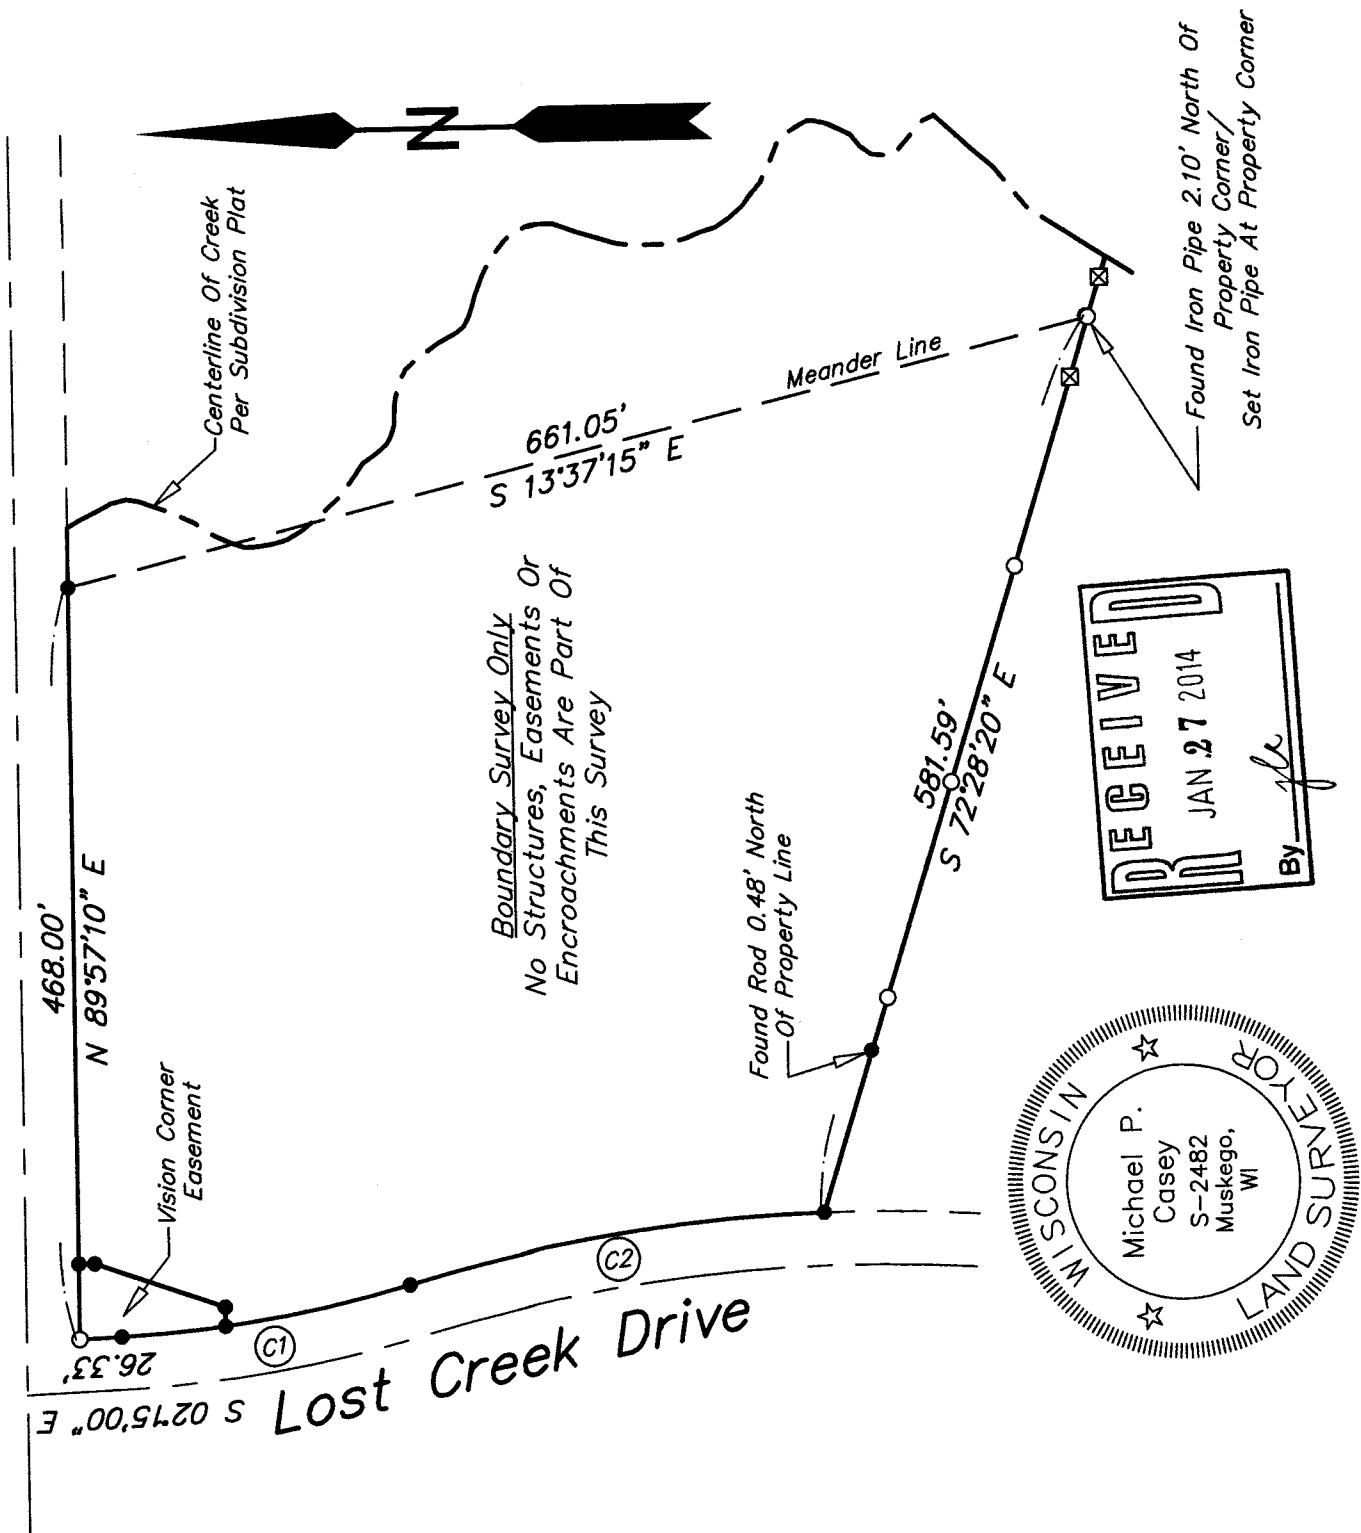 468.00'
N 89°57'10" E
N
Centerline Of Creek
Per Subdivision Plat
Vision Corner
Easement
26.33'
S 02°15'00" E
C1
C2
Lost Creek Drive
661.05'
S 13°37'15" E
Meander Line
Boundary Survey Only
No Structures, Easements Or
Encroachments Are Part Of
This Survey
Found Rod 0.48' North
Of Property Line
581.59'
S 72°28'20" E
Found Iron Pipe 2.10' North Of
Property Corner/
Set Iron Pipe At Property Corner
RECEIVED
JAN 27 2014
By
WISCONSIN
Michael P.
Casey
S-2482
Muskego,
WI
LAND SURVEYOR